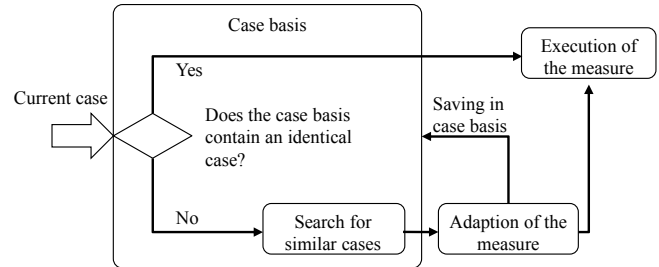 Case basis
Execution of
the measure
Yes
Current case
Does the case basis
contain an identical
case?
Saving in
case basis
No
Search for
similar cases
Adaption of the
measure